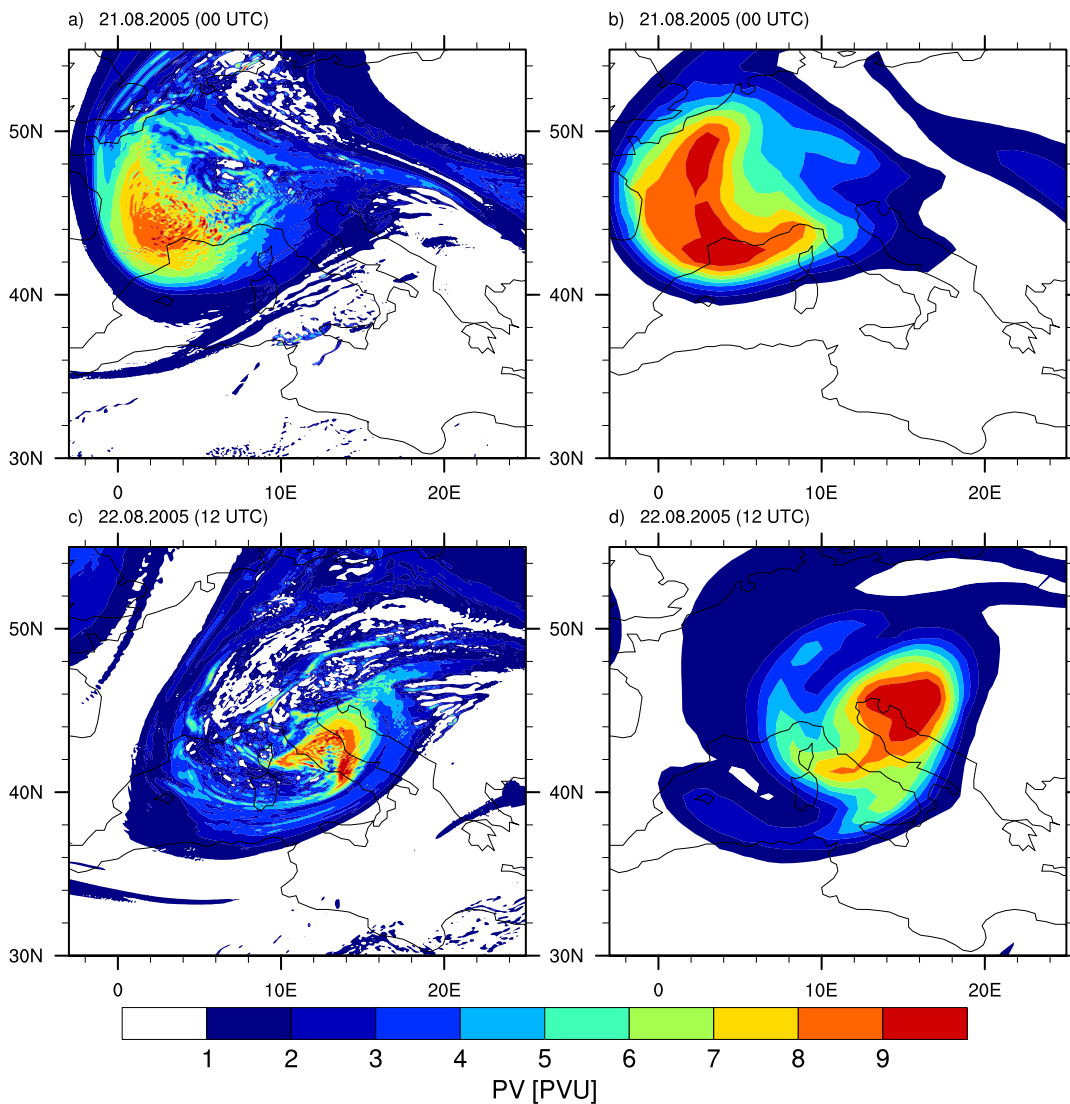 a) 21.08.2005 (00 UTC) b) 21.08.2005 (00 UTC)
50N 50N
40N 40N
30N 30N
0 10E 20E 0 10E 20E
c) 22.08.2005 (12 UTC) d) 22.08.2005 (12 UTC)
50N 50N
40N 40N
30N 30N
0 10E 20E 0 10E 20E
1 2 3 4 5 6 7 8 9
PV [PVU]